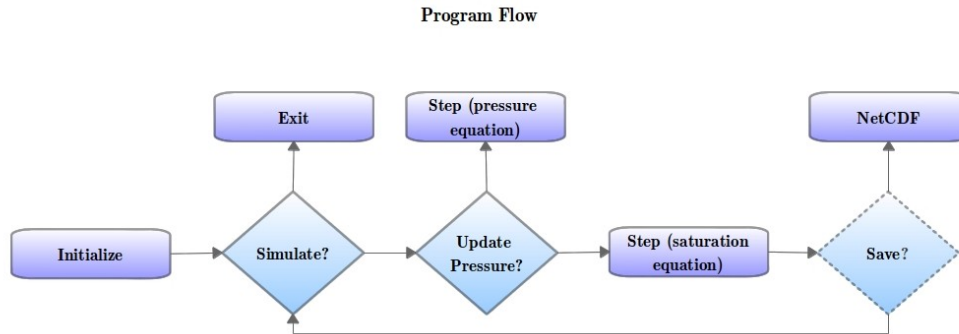 Program Flow
Exit
Step (pressure
equation)
NetCDF
Initialize
Simulate?
Update
Pressure?
Step (saturation
equation)
Save?